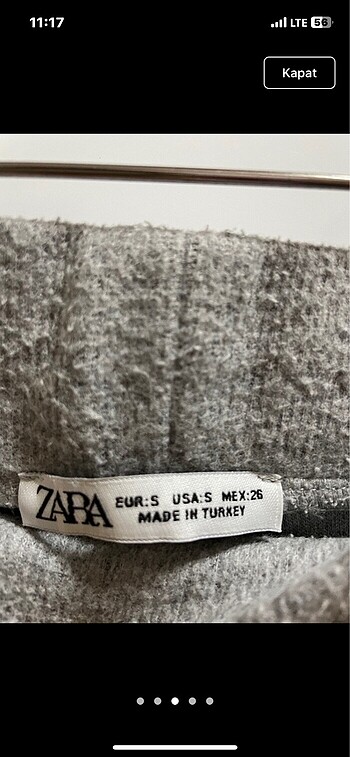 11:17
LTE 56
Kapat
ZARA EUR:S USA:S MEX:26
MADE IN TURKEY